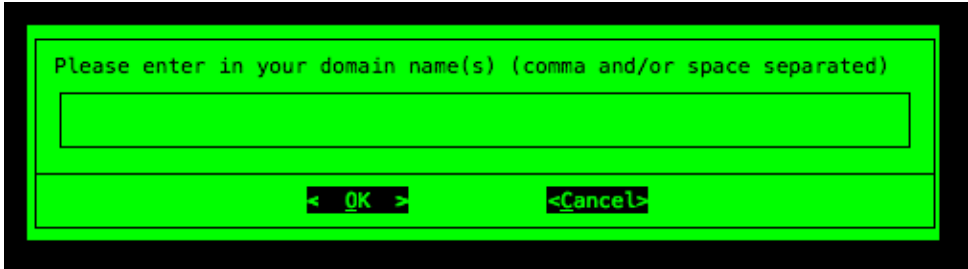 Please enter in your domain name(s) (comma and/or space separated)
< OK > <Cancel>